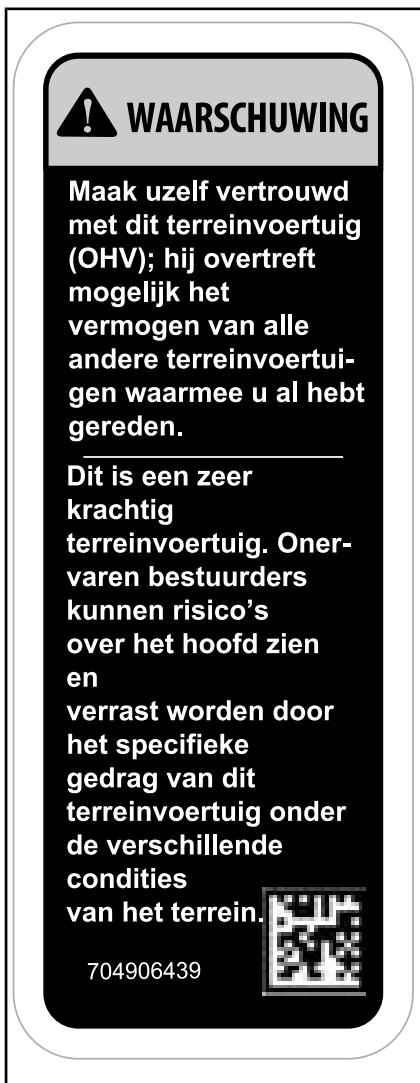 WAARSCHUWING
Maak uzelf vertrouwd
met dit terreinvoertuig
(OHV); hij overtreft
mogelijk het
vermogen van alle
andere terreinvoertui-
gen waarmee u al hebt
gereden.
Dit is een zeer
krachtig
terreinvoertuig. Oner-
varen bestuurders
kunnen risico's
over het hoofd zien
en
verrast worden door
het specifieke
gedrag van dit
terreinvoertuig onder
de verschillende
condities
van het terrein.
704906439